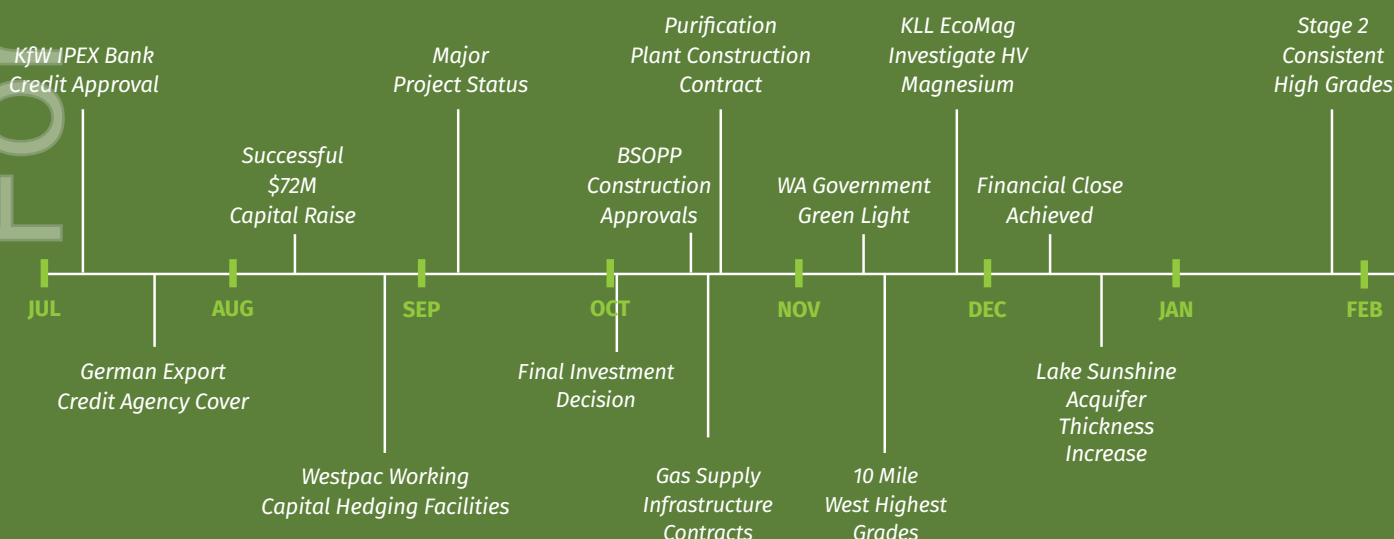 KfW IPEX Bank
Credit Approval
Major
Project Status
Purification
Plant Construction
Contract
KLL EcoMag
Investigate HV
Magnesium
Stage 2
Consistent
High Grades
Successful
$72M
Capital Raise
BSOPP
Construction
Approvals
WA Government
Green Light
Financial Close
Achieved
JUL
AUG
SEP
OCT
NOV
DEC
JAN
FEB
German Export
Credit Agency Cover
Final Investment
Decision
Lake Sunshine
Acquifer
Thickness
Increase
Westpac Working
Capital Hedging Facilities
Gas Supply
Infrastructure
Contracts
10 Mile
West Highest
Grades